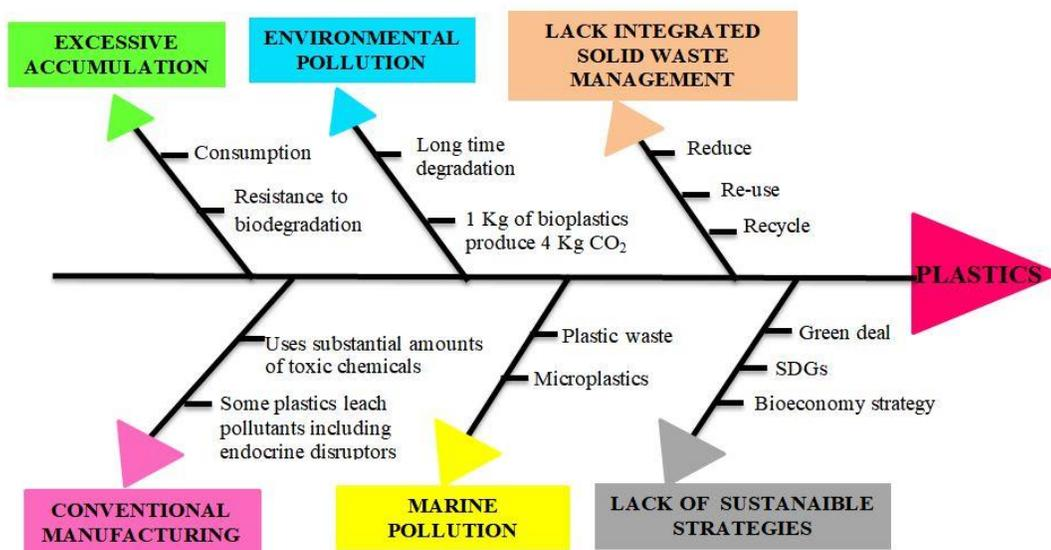 EXCESSIVE
ACCUMULATION
ENVIRONMENTAL
POLLUTION
LACK INTEGRATED
SOLID WASTE
MANAGEMENT
Consumption
Resistance to
biodegradation
Long time
degradation
1 Kg of bioplastics
produce 4 Kg CO₂
Reduce
Re-use
Recycle
PLASTICS
Uses substantial amounts
of toxic chemicals
Some plastics leach
pollutants including
endocrine disruptors
Plastic waste
Microplastics
Green deal
SDGs
Bioeconomy strategy
CONVENTIONAL
MANUFACTURING
MARINE
POLLUTION
LACK OF SUSTANAIBLE
STRATEGIES